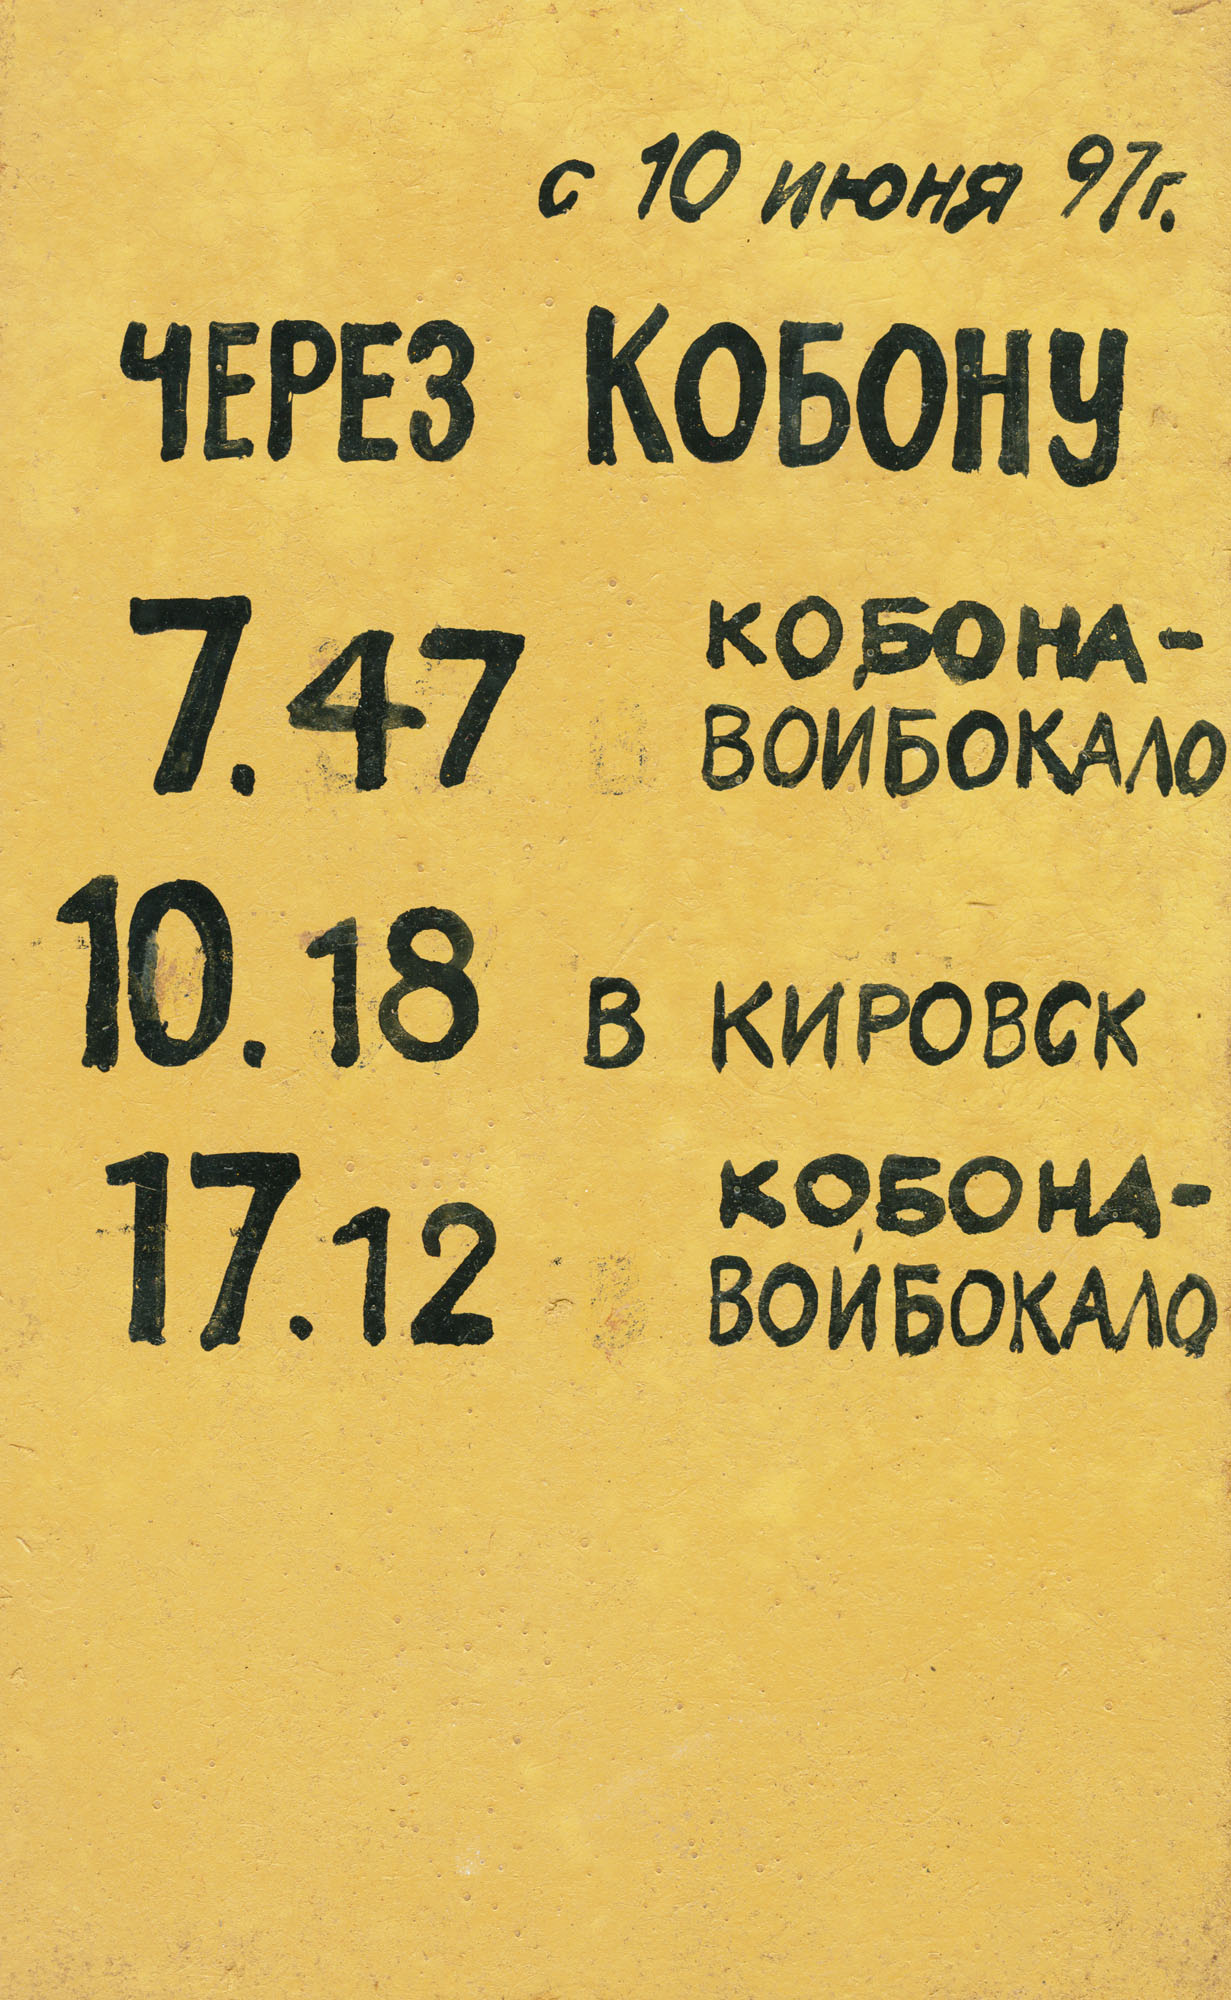 с 10 июня 97г.
ЧЕРЕЗ КОБОНУ
7.47 КОБОНА-
ВОЙБОКАЛО
10.18 В КИРОВСК
17.12 КОБОНА-
ВОЙБОКАЛО